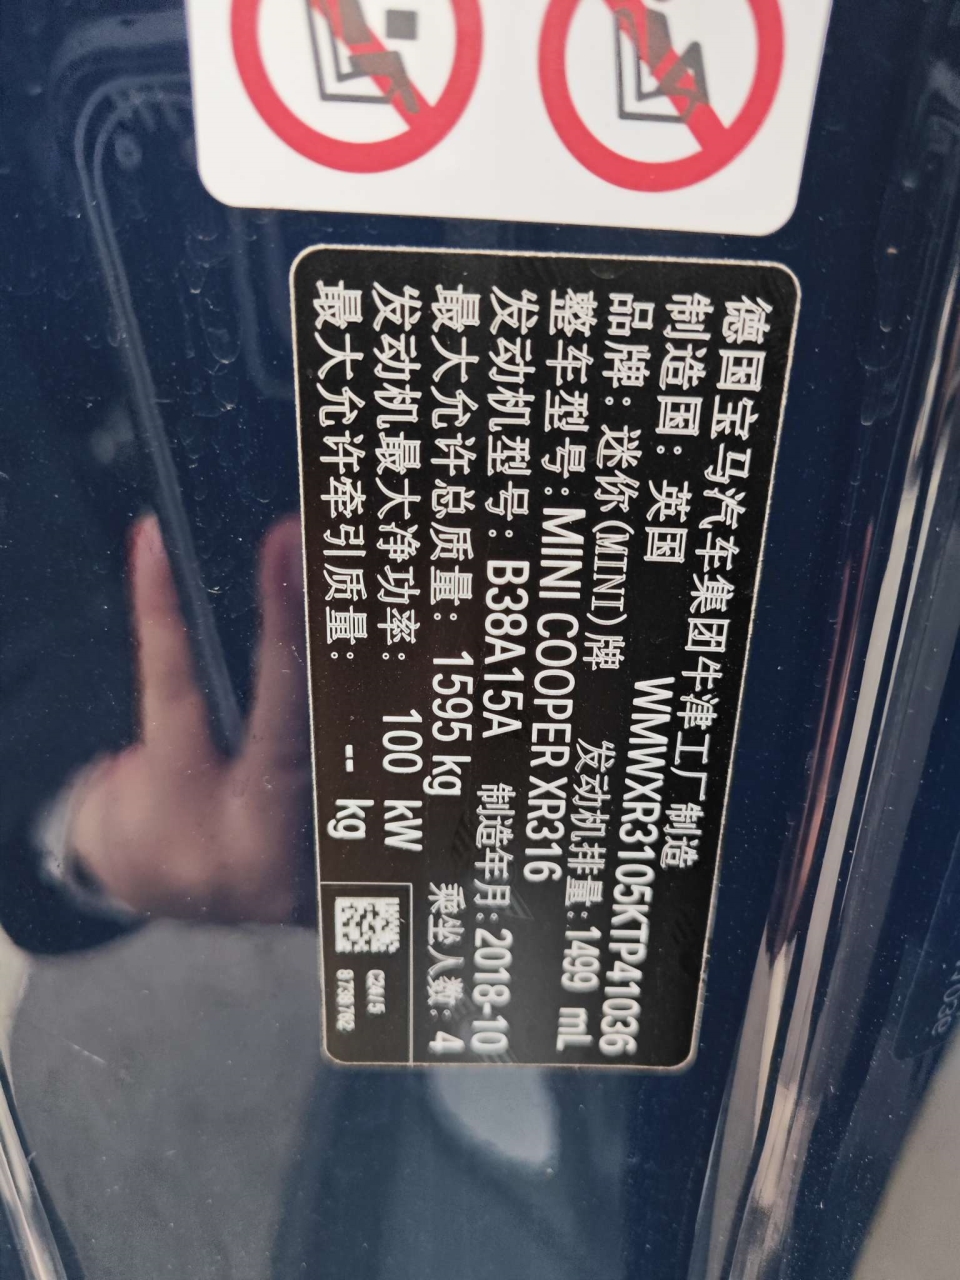 德国宝马汽车集团牛津工厂制造
制造国：英国 WMWXR3105KTP41036
品牌：迷你(MINI)牌 发动机排量：1499 mL
整车型号：MINI COOPER XR316
发动机型号：B38A15A 制造年月：2018-10
最大允许总质量：1595 kg 乘坐人数：4
发动机最大净功率：100 kW
最大允许牵引质量：-- kg
8738702